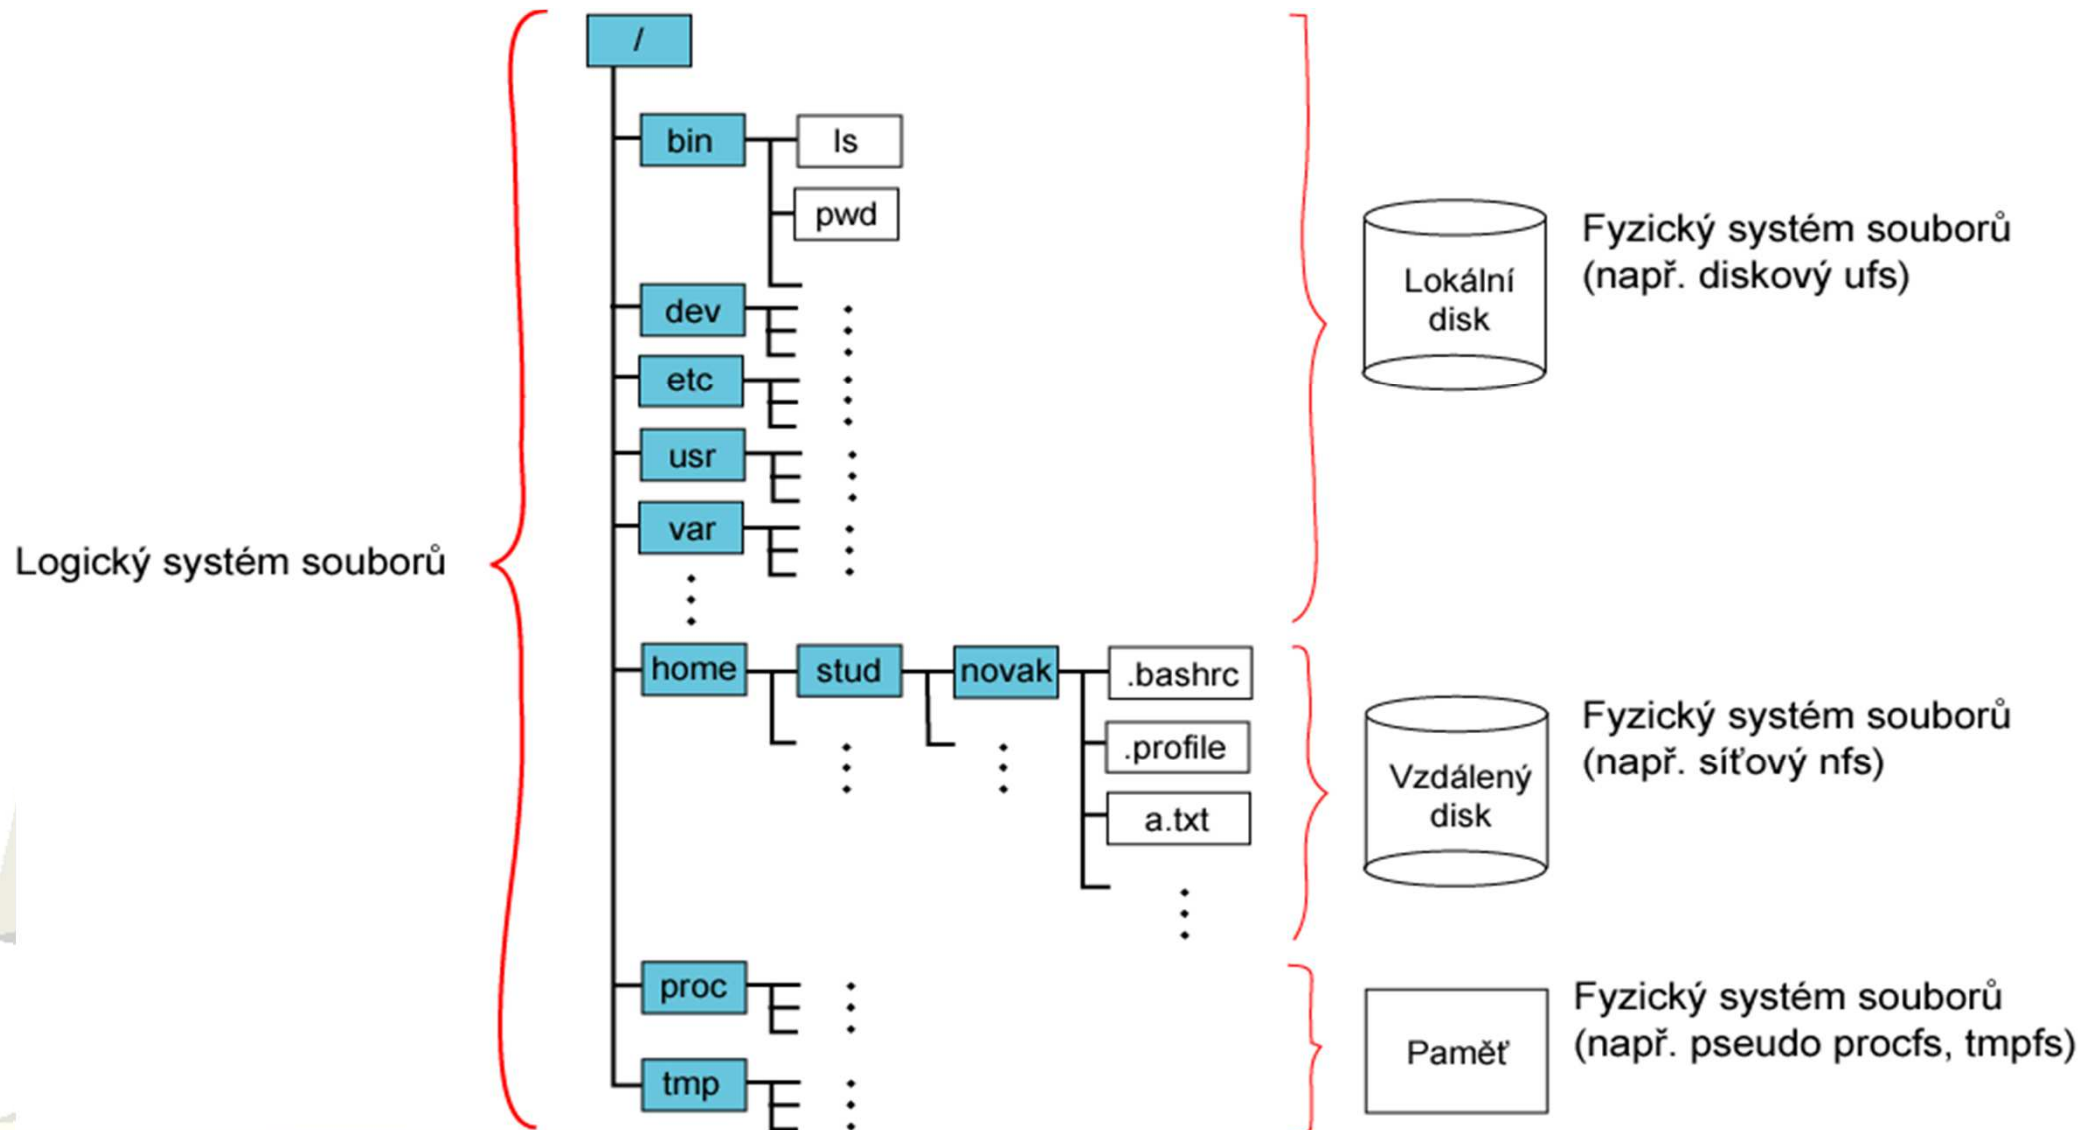 /
bin
ls
pwd
dev
etc
usr
var
Logický systém souborů
home
stud
novak
.bashrc
.profile
a.txt
proc
tmp
Lokální
disk
Fyzický systém souborů
(např. diskový ufs)
Vzdálený
disk
Fyzický systém souborů
(např. síťový nfs)
Paměť
Fyzický systém souborů
(např. pseudo procfs, tmpfs)